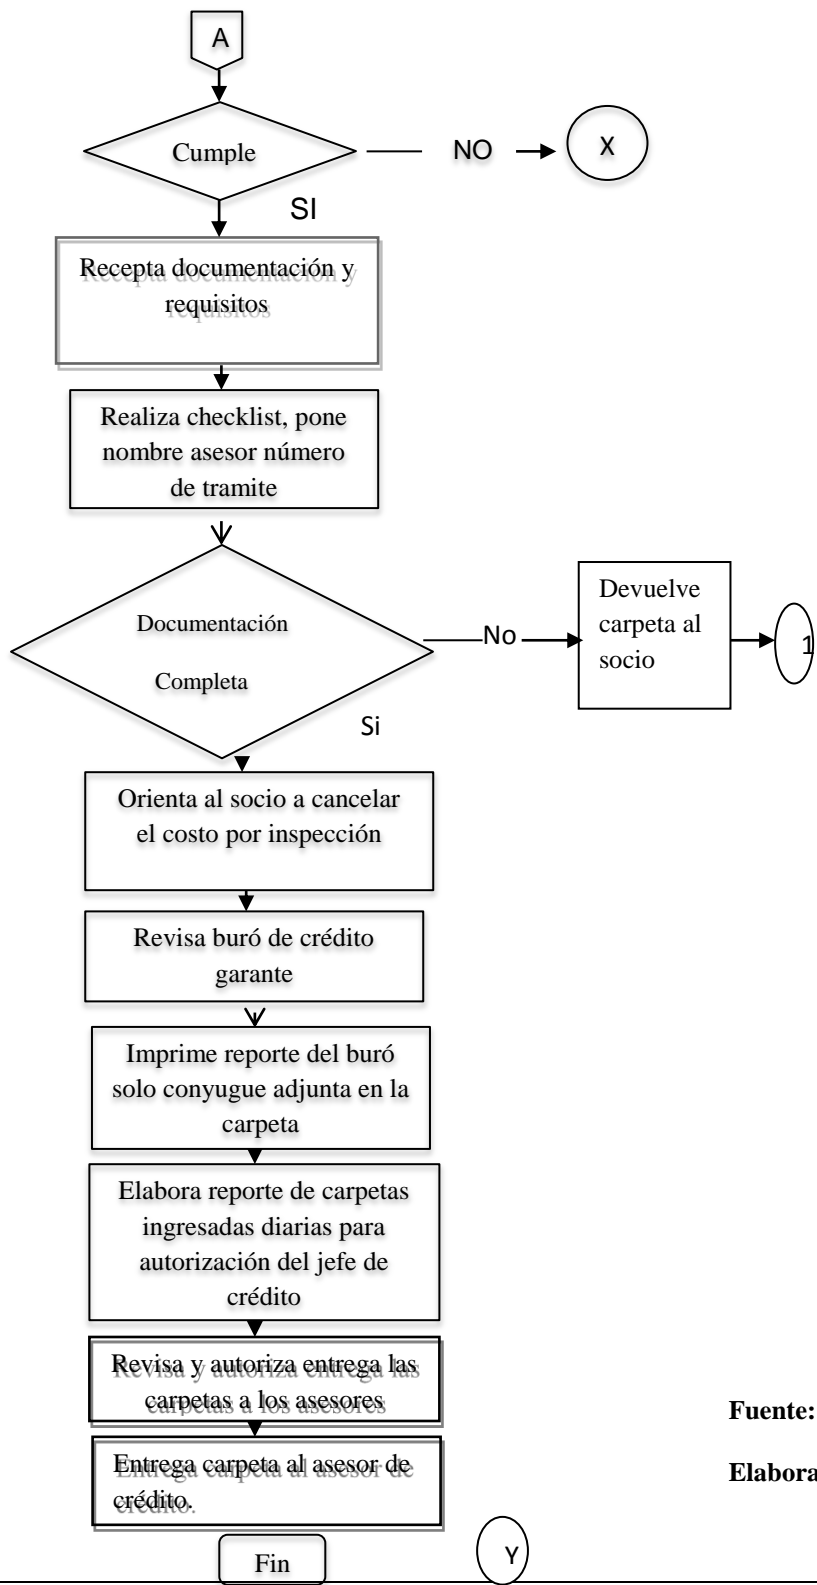 A
Cumple
NO
X
SI
Recepta documentación y
requisitos
Realiza checklist, pone
nombre asesor número
de tramite
Documentación
Completa
No
Devuelve
carpeta al
socio
1
Si
Orienta al socio a cancelar
el costo por inspección
Revisa buró de crédito
garante
Imprime reporte del buró
solo conyugue adjunta en la
carpeta
Elabora reporte de carpetas
ingresadas diarias para
autorización del jefe de
crédito
Revisa y autoriza entrega las
carpetas a los asesores
Entrega carpeta al asesor de
crédito.
Fuente:
Elabora
Fin
Y